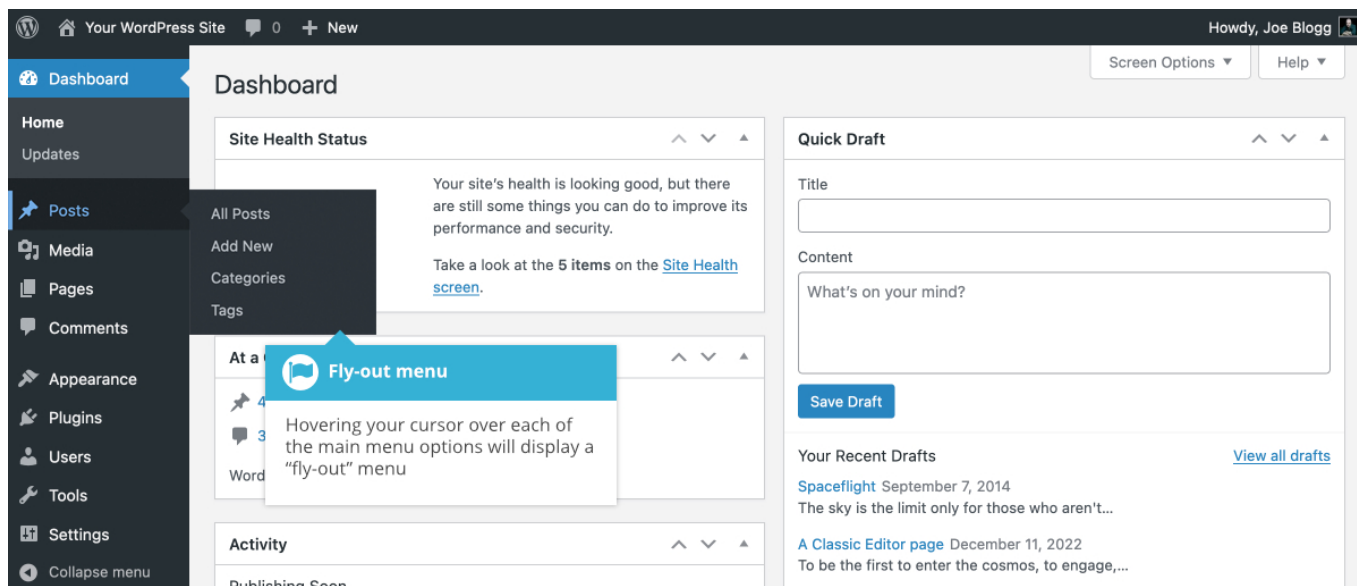 Your WordPress Site 0 New
Howdy, Joe Blogg
Dashboard
Home
Updates
Posts
Media
Pages
Comments
Appearance
Plugins
Users
Tools
Settings
Collapse menu
All Posts
Add New
Categories
Tags
Screen Options ▼
Help ▼
Dashboard
Site Health Status
Your site's health is looking good, but there
are still some things you can do to improve its
performance and security.
Take a look at the 5 items on the Site Health
screen.
At a
4
3
Word
Fly-out menu
Hovering your cursor over each of
the main menu options will display a
“fly-out” menu
Activity
Publishing Soon
Quick Draft
Title
Content
What's on your mind?
Save Draft
Your Recent Drafts
View all drafts
Spaceflight September 7, 2014
The sky is the limit only for those who aren't...
A Classic Editor page December 11, 2022
To be the first to enter the cosmos, to engage,...